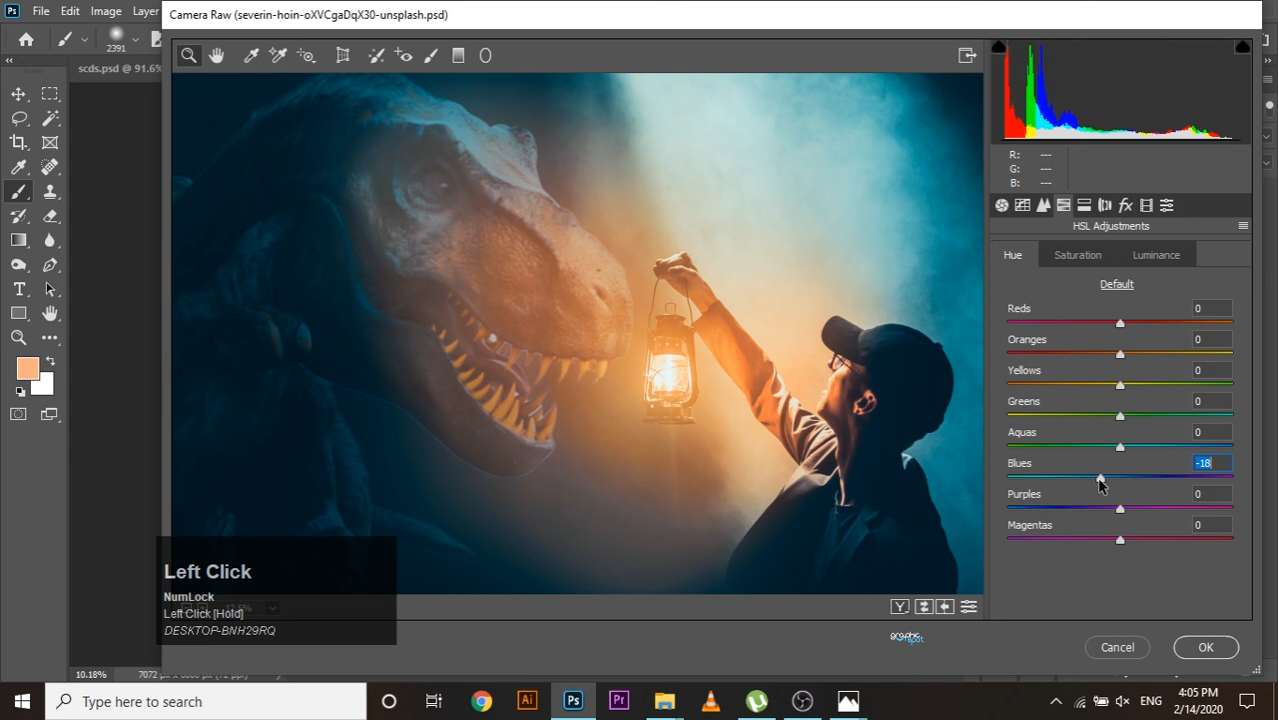 Ps File Edit Image Layer
Camera Raw (severin-hoin-oXVCgaDqX30-unsplash.psd)
2391
scds.psd @ 91.6%
R: ---
G: ---
B: ---
fx
HSL Adjustments
Hue Saturation Luminance
Default
Reds 0
Oranges 0
Yellows 0
Greens 0
Aquas 0
Blues -18
Purples 0
Magentas 0
T
Left Click
NumLock
Left Click [Hold]
DESKTOP-BNH29RQ
Y
graphs
spot
Cancel OK
10.18%
Type here to search
Ai Ps Pr
ENG
4:05 PM
2/14/2020